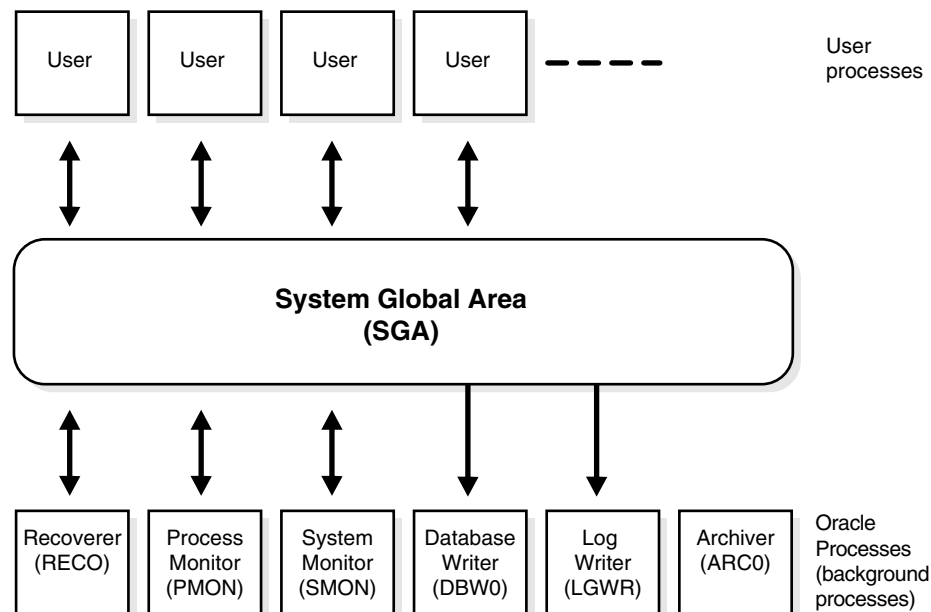 User
User
User
User
User
processes
System Global Area
(SGA)
Recoverer
(RECO)
Process
Monitor
(PMON)
System
Monitor
(SMON)
Database
Writer
(DBW0)
Log
Writer
(LGWR)
Archiver
(ARC0)
Oracle
Processes
(background
processes)